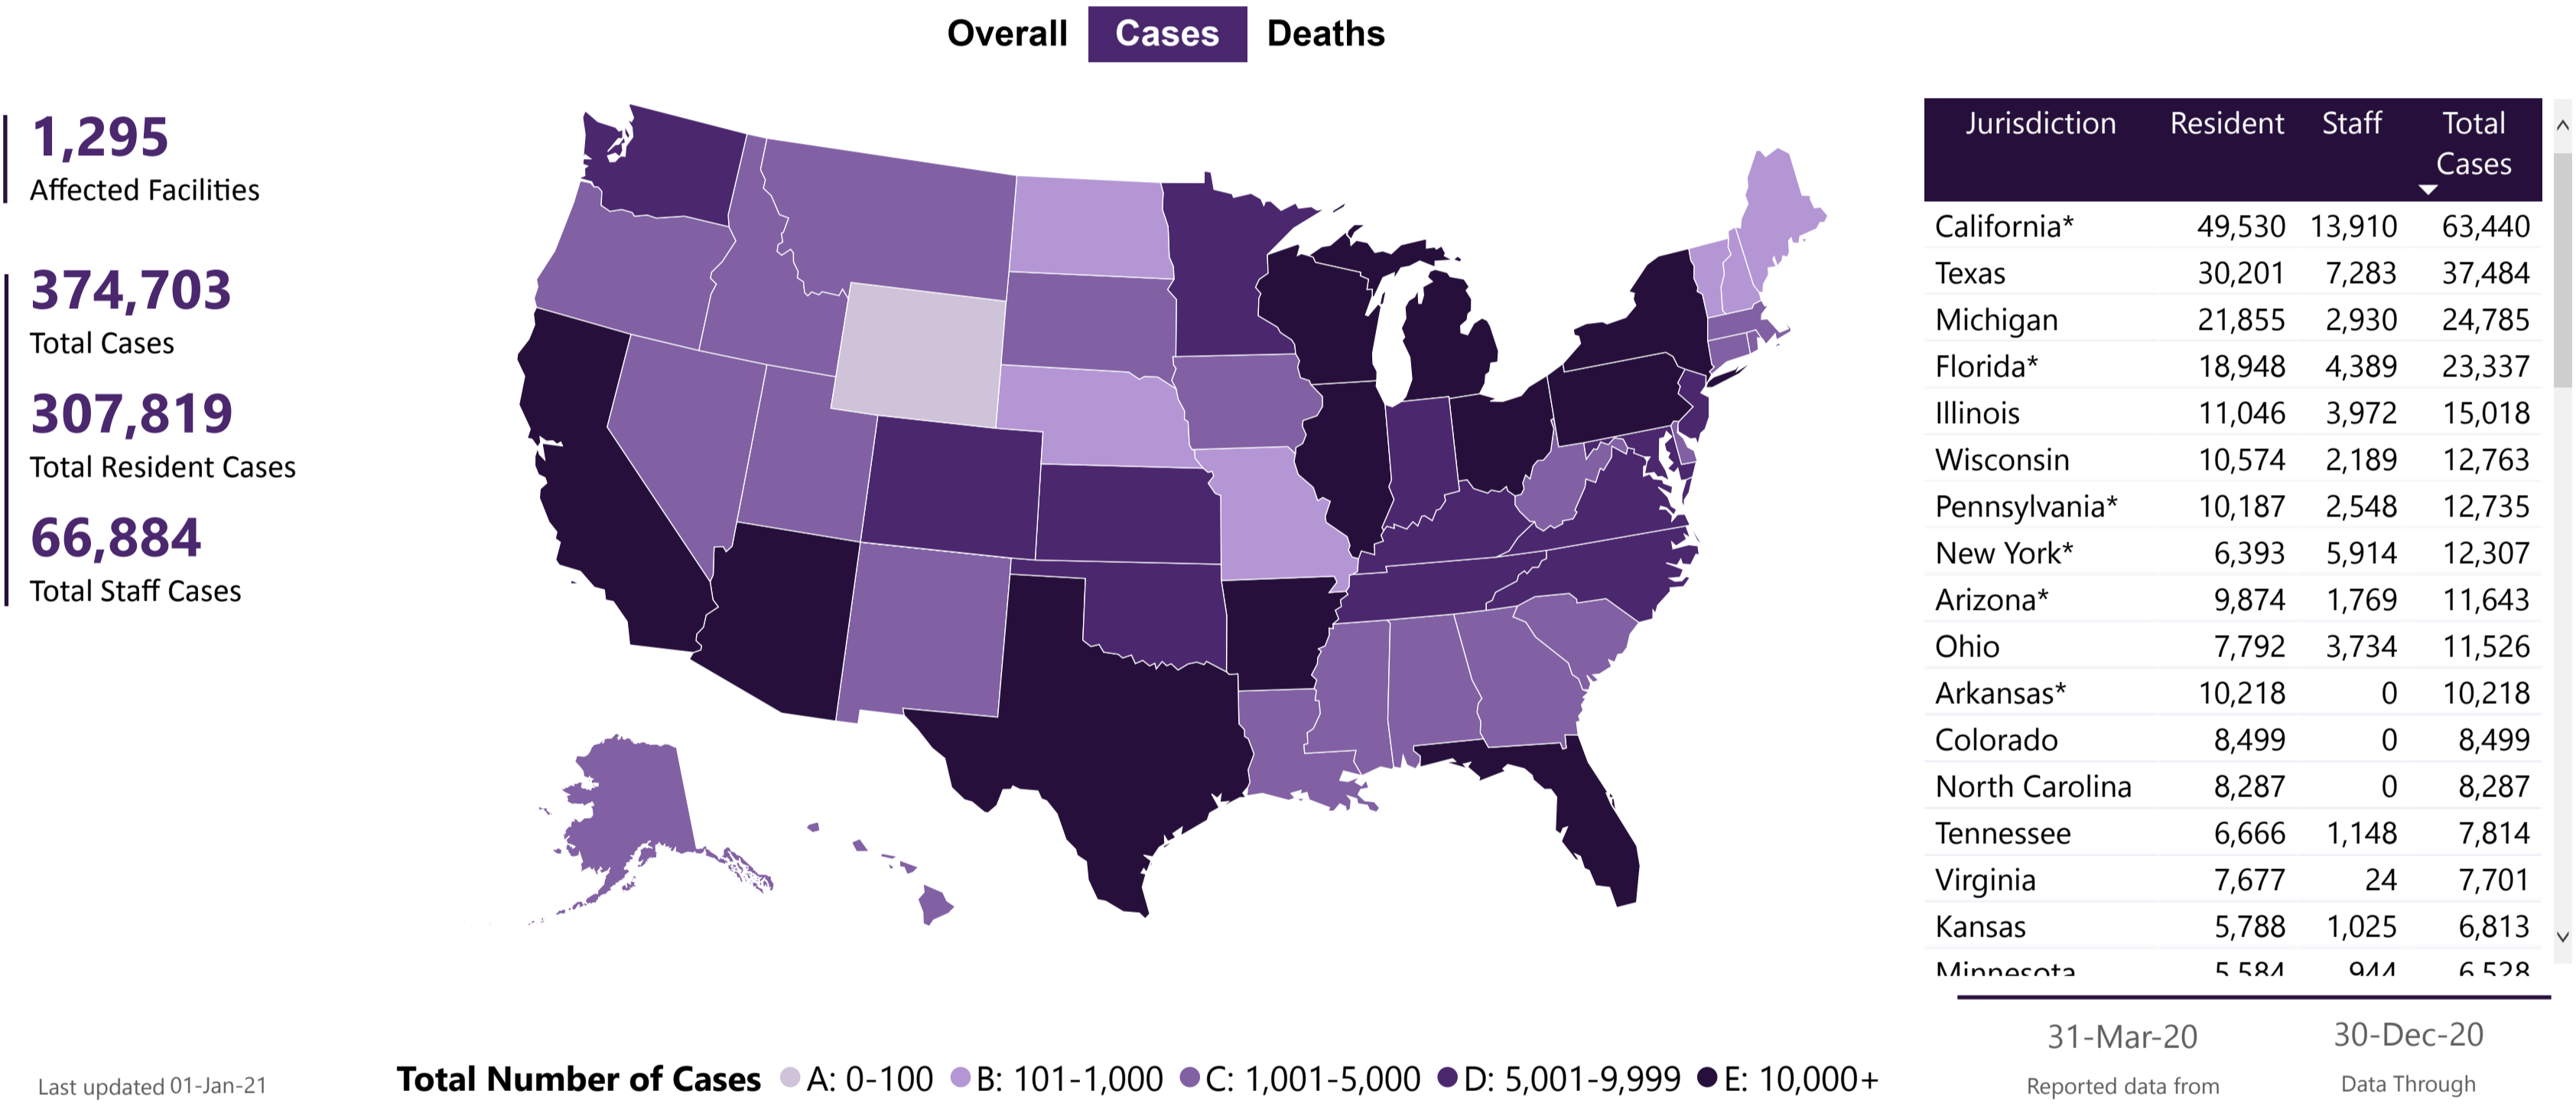 Overall Cases Deaths
1,295
Affected Facilities
374,703
Total Cases
307,819
Total Resident Cases
66,884
Total Staff Cases
Last updated 01-Jan-21
Total Number of Cases A: 0-100 B: 101-1,000 C: 1,001-5,000 D: 5,001-9,999 E: 10,000+
Jurisdiction Resident Staff Total
Cases
California* 49,530 13,910 63,440
Texas 30,201 7,283 37,484
Michigan 21,855 2,930 24,785
Florida* 18,948 4,389 23,337
Illinois 11,046 3,972 15,018
Wisconsin 10,574 2,189 12,763
Pennsylvania* 10,187 2,548 12,735
New York* 6,393 5,914 12,307
Arizona* 9,874 1,769 11,643
Ohio 7,792 3,734 11,526
Arkansas* 10,218 0 10,218
Colorado 8,499 0 8,499
North Carolina 8,287 0 8,287
Tennessee 6,666 1,148 7,814
Virginia 7,677 24 7,701
Kansas 5,788 1,025 6,813
Minnesota 5,584 944 6,528
31-Mar-20 30-Dec-20
Reported data from Data Through